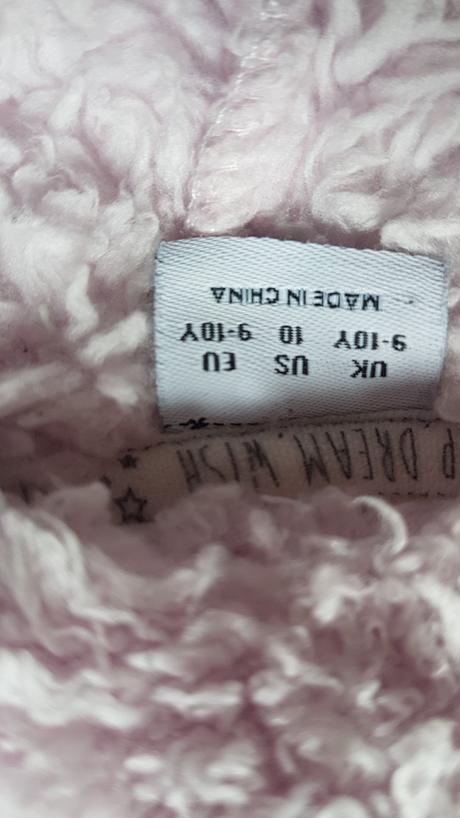 P DREAM. WISH
UK US EU
9-10Y 10 9-10Y
MADE IN CHINA